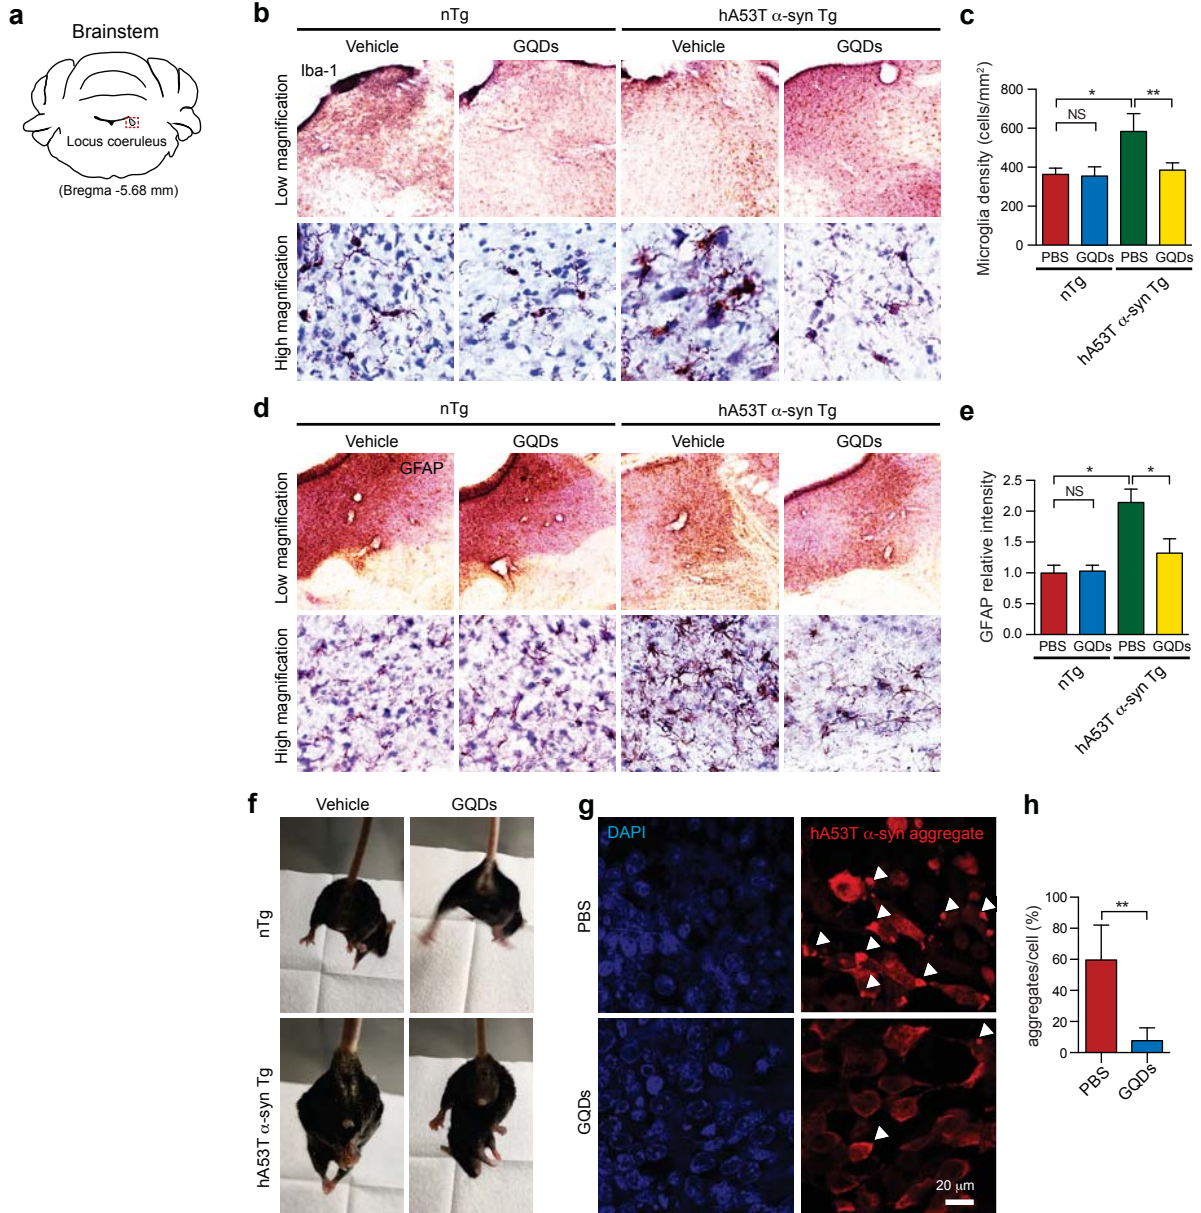 a
Brainstem
Locus coeruleus
(Bregma -5.68 mm)
b
nTg
hA53T α-syn Tg
Vehicle
GQDs
Vehicle
GQDs
Iba-1
Low magnification
High magnification
c
Microglia density (cells/mm²)
800
600
400
200
0
*
**
NS
PBS
GQDs
PBS
GQDs
nTg
hA53T α-syn Tg
d
nTg
hA53T α-syn Tg
Vehicle
GQDs
Vehicle
GQDs
GFAP
Low magnification
High magnification
e
GFAP relative intensity
2.5
2.0
1.5
1.0
0.5
0.0
*
*
NS
PBS
GQDs
PBS
GQDs
nTg
hA53T α-syn Tg
f
Vehicle
GQDs
nTg
hA53T α-syn Tg
g
DAPI
hA53T α-syn aggregate
PBS
GQDs
20 μm
h
aggregates/cell (%)
100
80
60
40
20
0
**
PBS
GQDs